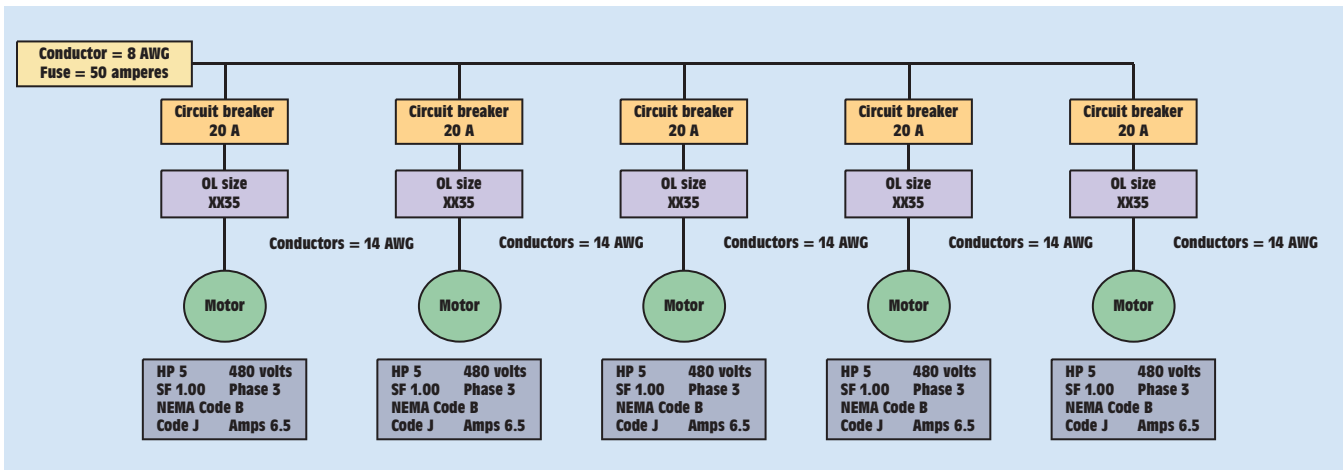 Conductor = 8 AWG
Fuse = 50 amperes
Circuit breaker
20 A
Circuit breaker
20 A
Circuit breaker
20 A
Circuit breaker
20 A
Circuit breaker
20 A
OL size
XX35
OL size
XX35
OL size
XX35
OL size
XX35
OL size
XX35
Conductors = 14 AWG
Conductors = 14 AWG
Conductors = 14 AWG
Conductors = 14 AWG
Conductors = 14 AWG
Motor
Motor
Motor
Motor
Motor
HP 5 480 volts
SF 1.00 Phase 3
NEMA Code B
Code J Amps 6.5
HP 5 480 volts
SF 1.00 Phase 3
NEMA Code B
Code J Amps 6.5
HP 5 480 volts
SF 1.00 Phase 3
NEMA Code B
Code J Amps 6.5
HP 5 480 volts
SF 1.00 Phase 3
NEMA Code B
Code J Amps 6.5
HP 5 480 volts
SF 1.00 Phase 3
NEMA Code B
Code J Amps 6.5